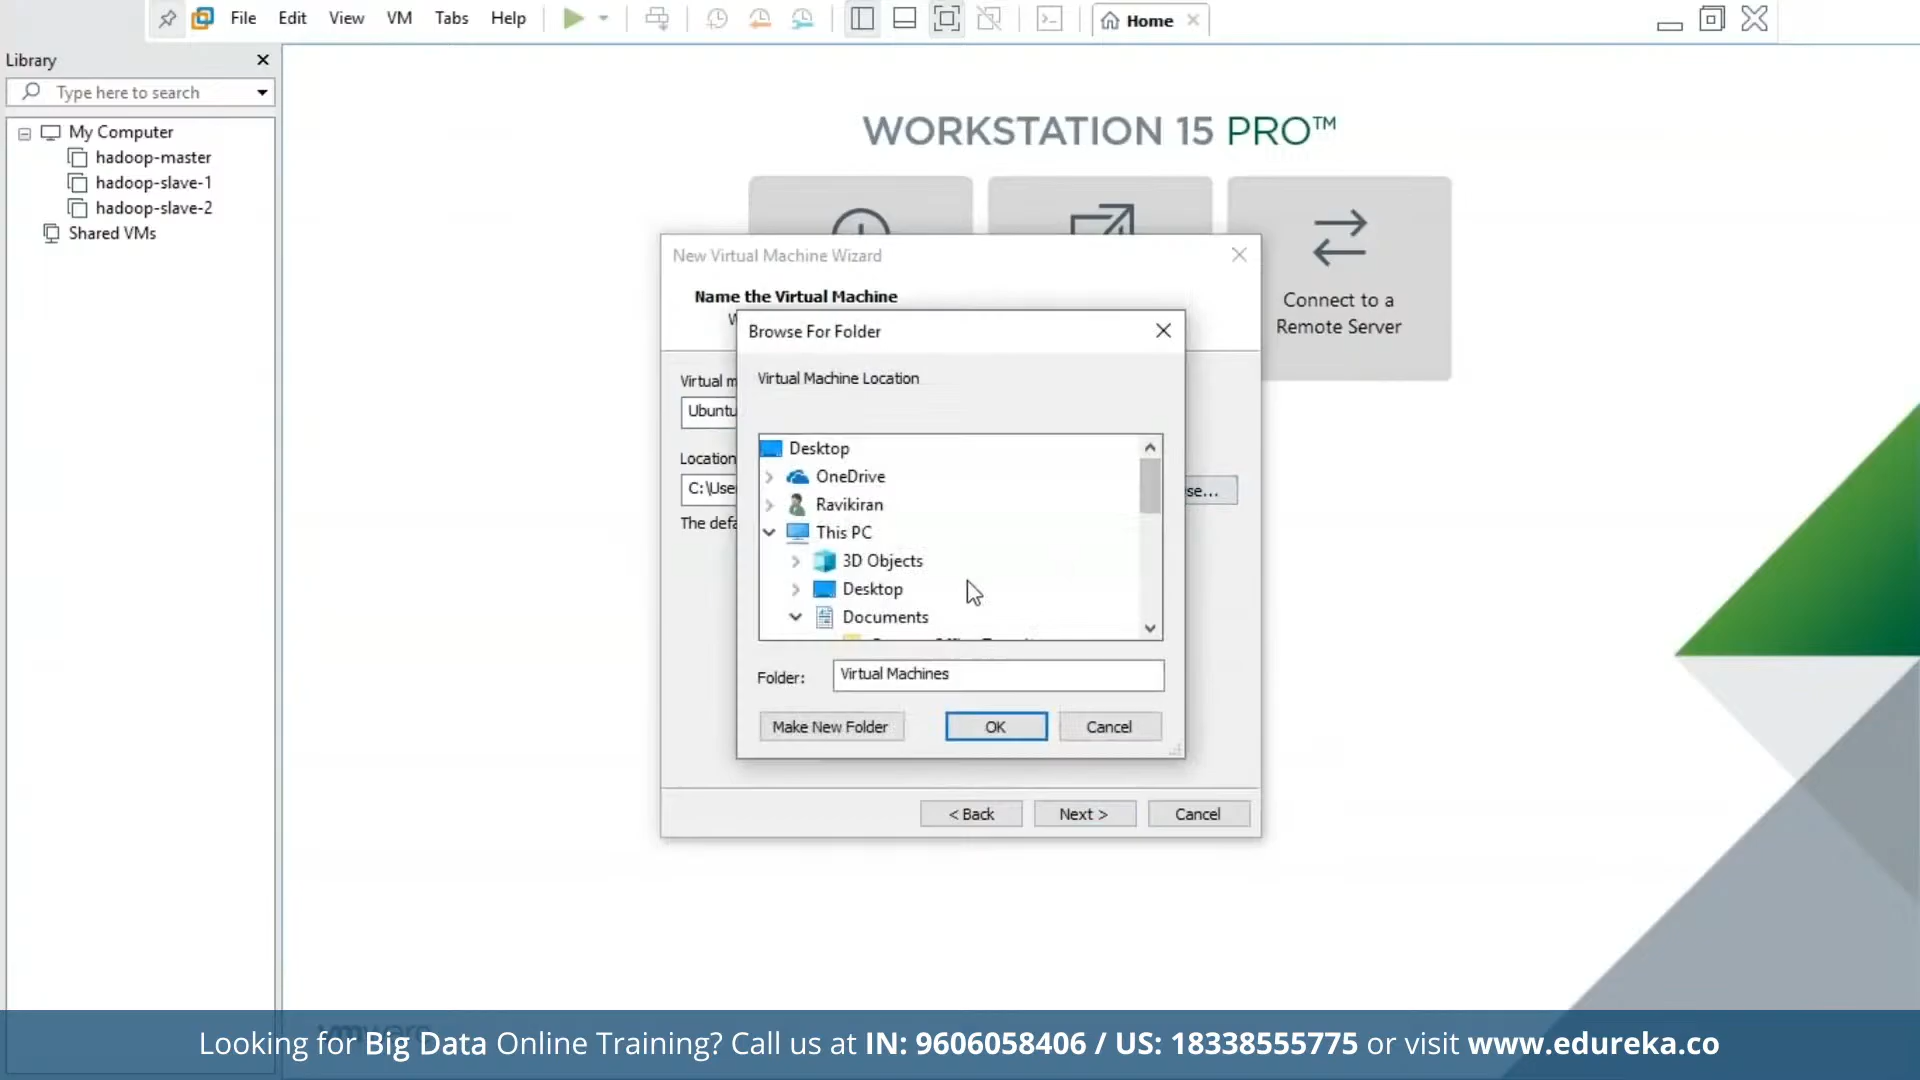 File Edit View VM Tabs Help
Home
Library
Type here to search
My Computer
hadoop-master
hadoop-slave-1
hadoop-slave-2
Shared VMs
WORKSTATION 15 PRO™
Connect to a
Remote Server
New Virtual Machine Wizard
Name the Virtual Machine
Browse For Folder
Virtual Machine Location
Virtual m
Ubuntu
Location
C:\User
se...
The defa
Desktop
OneDrive
Ravikiran
This PC
3D Objects
Desktop
Documents
Folder:
Virtual Machines
Make New Folder
OK
Cancel
< Back
Next >
Cancel
Looking for Big Data Online Training? Call us at IN: 9606058406 / US: 18338555775 or visit www.edureka.co